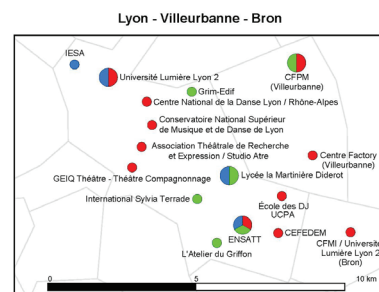 Lyon - Villeurbanne - Bron
IESA
Université Lumière Lyon 2
CFPM
(Villeurbanne)
Grim-Edif
Centre National de la Danse Lyon / Rhône-Alpes
Conservatoire National Supérieur
de Musique et de Danse de Lyon
Association Théâtrale de Recherche
et Expression / Studio Atre
Centre Factory
(Villeurbanne)
GEIQ Théâtre - Théâtre Compagnonnage
Lycée la Martinière Diderot
International Sylvia Terrade
École des DJ
UCPA
ENSATT
CEFEDEM
CFMI / Université
Lumière Lyon 2
(Bron)
L'Atelier du Griffon
0 5 10 km